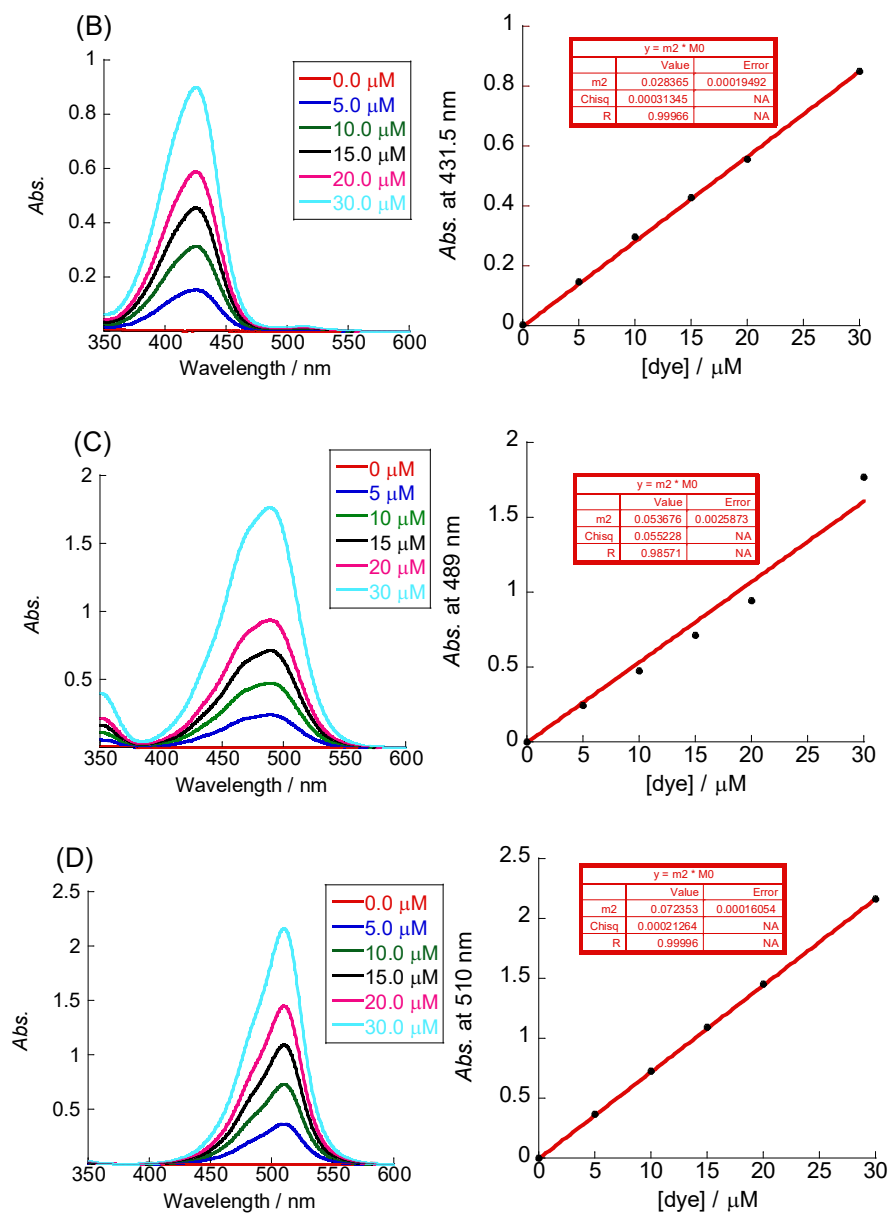 (B)
1
0.8
0.6
0.4
0.2
Abs.
350 400 450 500 550 600
Wavelength / nm
0.0 μM
5.0 μM
10.0 μM
15.0 μM
20.0 μM
30.0 μM
1
0.8
0.6
0.4
0.2
0
Abs. at 431.5 nm
y = m2 * M0
Value Error
m2 0.028365 0.00019492
Chisq 0.00031345 NA
R 0.99966 NA
0 5 10 15 20 25 30
[dye] / μM
(C)
2
1.5
1
0.5
Abs.
350 400 450 500 550 600
Wavelength / nm
0 μM
5 μM
10 μM
15 μM
20 μM
30 μM
2
1.5
1
0.5
0
Abs. at 489 nm
y = m2 * M0
Value Error
m2 0.053676 0.0025873
Chisq 0.055228 NA
R 0.98571 NA
0 5 10 15 20 25 30
[dye] / μM
(D)
2.5
2
1.5
1
0.5
Abs.
350 400 450 500 550 600
Wavelength / nm
0.0 μM
5.0 μM
10.0 μM
15.0 μM
20.0 μM
30.0 μM
2.5
2
1.5
1
0.5
0
Abs. at 510 nm
y = m2 * M0
Value Error
m2 0.072353 0.00016054
Chisq 0.00021264 NA
R 0.99996 NA
0 5 10 15 20 25 30
[dye] / μM